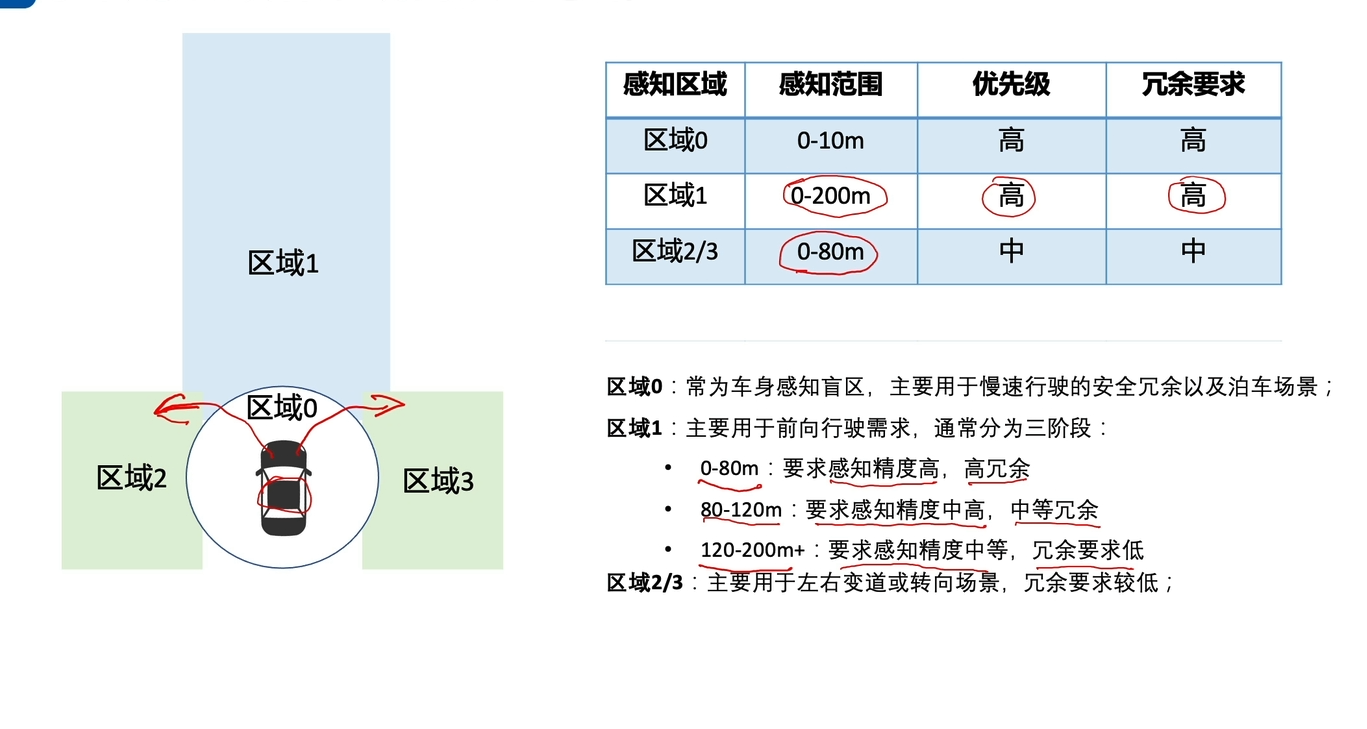 区域1
区域0
区域2
区域3
感知区域 感知范围 优先级 冗余要求
区域0 0-10m 高 高
区域1 0-200m 高 高
区域2/3 0-80m 中 中
区域0：常为车身感知盲区，主要用于慢速行驶的安全冗余以及泊车场景；
区域1：主要用于前向行驶需求，通常分为三阶段：
• 0-80m：要求感知精度高，高冗余
• 80-120m：要求感知精度中高，中等冗余
• 120-200m+：要求感知精度中等，冗余要求低
区域2/3：主要用于左右变道或转向场景，冗余要求较低；